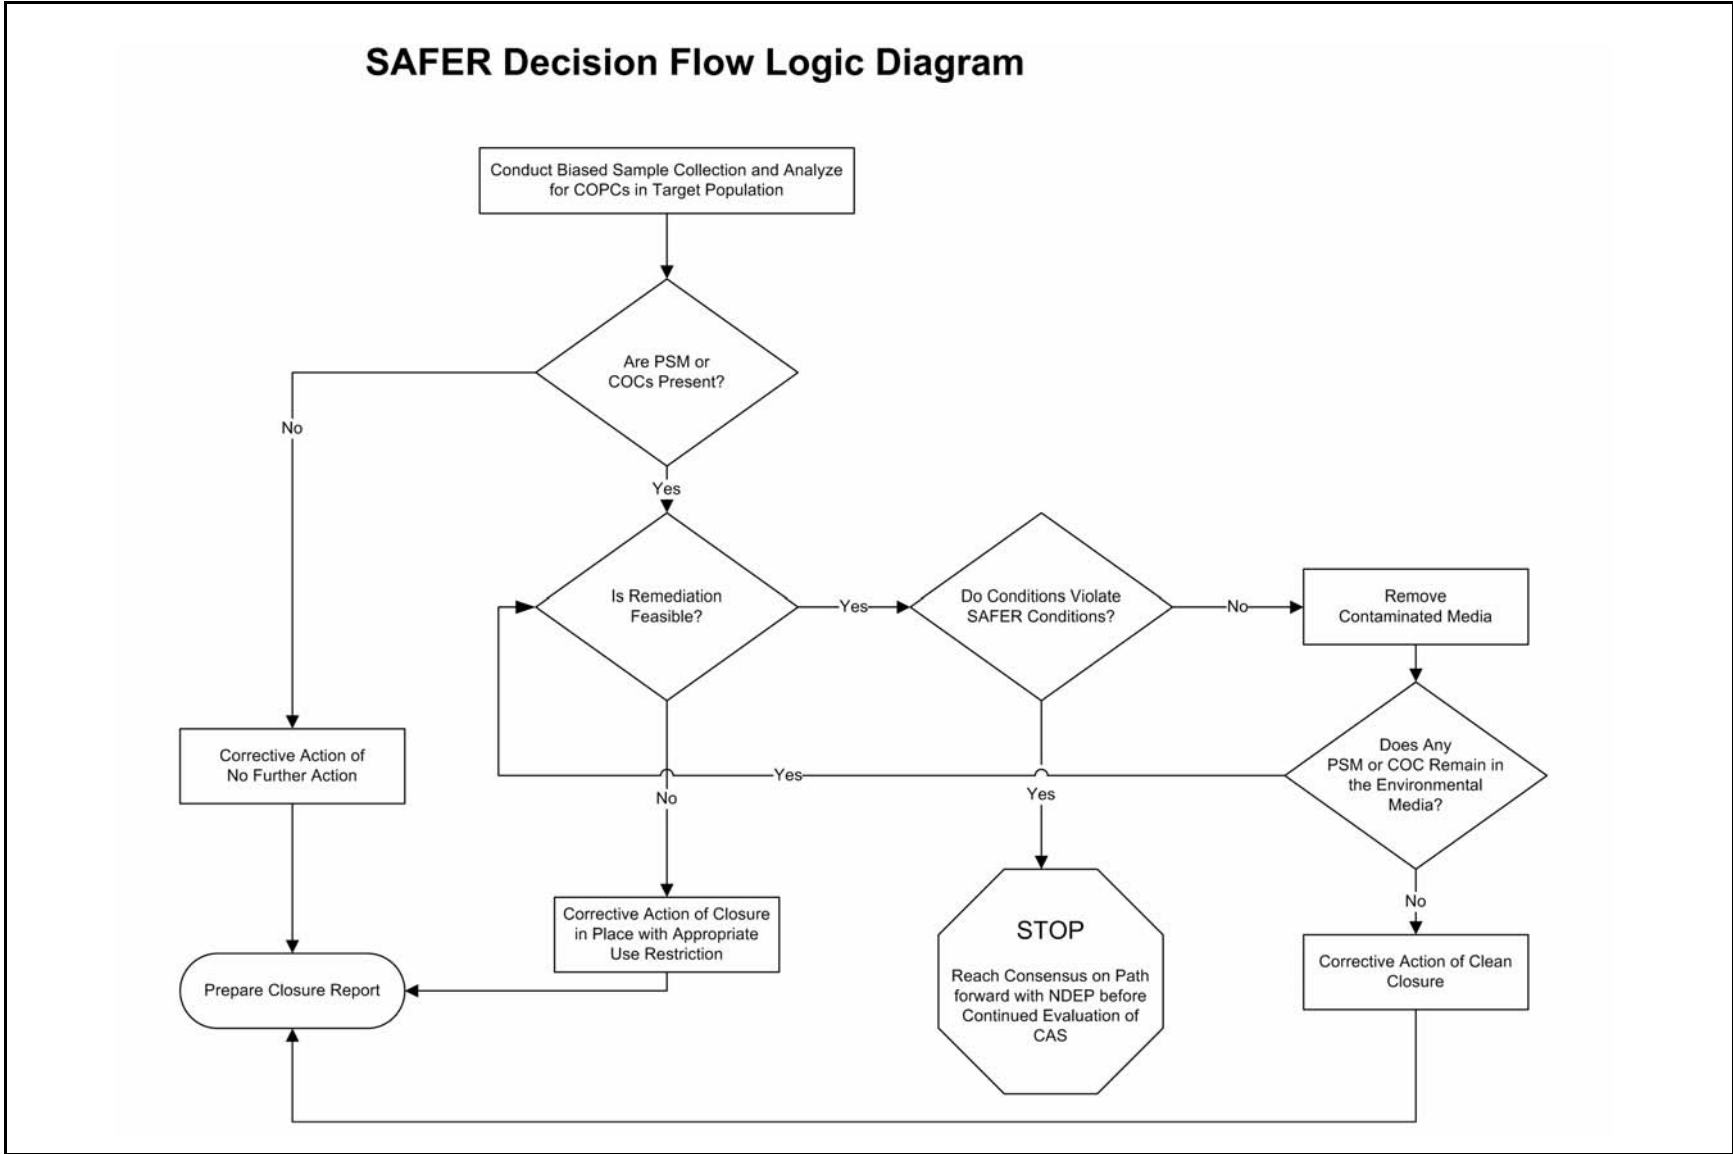 SAFER Decision Flow Logic Diagram
Conduct Biased Sample Collection and Analyze
for COPCs in Target Population
Are PSM or
COCs Present?
No
Yes
Is Remediation
Feasible?
Yes
Do Conditions Violate
SAFER Conditions?
No
Remove
Contaminated Media
Corrective Action of
No Further Action
Does Any
PSM or COC Remain in
the Environmental
Media?
Yes
No
Yes
No
Corrective Action of Closure
in Place with Appropriate
Use Restriction
STOP
Reach Consensus on Path
forward with NDEP before
Continued Evaluation of
CAS
Corrective Action of Clean
Closure
Prepare Closure Report